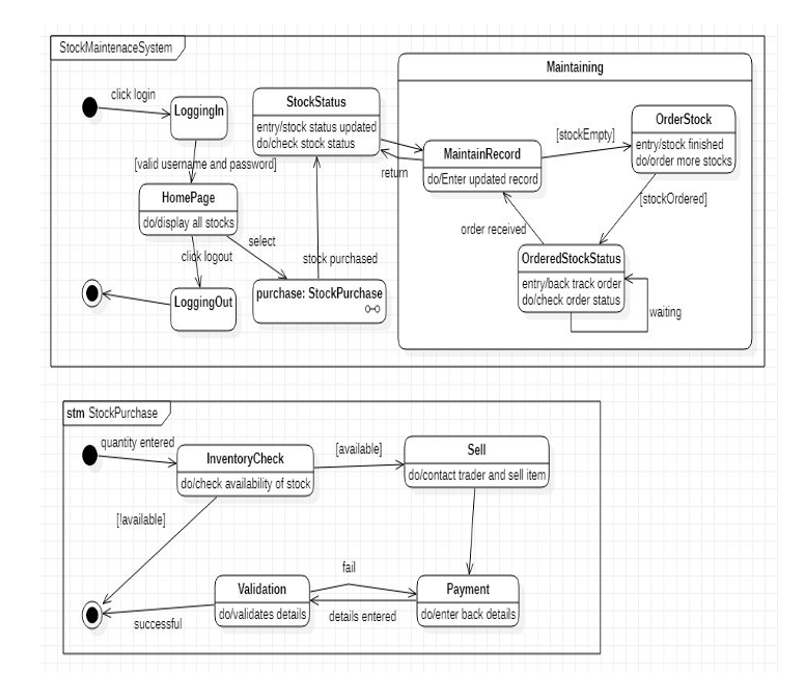 StockMaintenaceSystem
Maintaining
click login
LoggingIn
StockStatus
entry/stock status updated
do/check stock status
OrderStock
entry/stock finished
do/order more stocks
[stockEmpty]
MaintainRecord
do/Enter updated record
[valid username and password]
return
HomePage
do/display all stocks
[stockOrdered]
select
order received
click logout
stock purchased
OrderedStockStatus
entry/back track order
do/check order status
LoggingOut
purchase: StockPurchase
waiting
stm StockPurchase
quantity entered
InventoryCheck
do/check availability of stock
[available]
Sell
do/contact trader and sell item
[!available]
fail
Validation
do/validates details
Payment
do/enter back details
details entered
successful